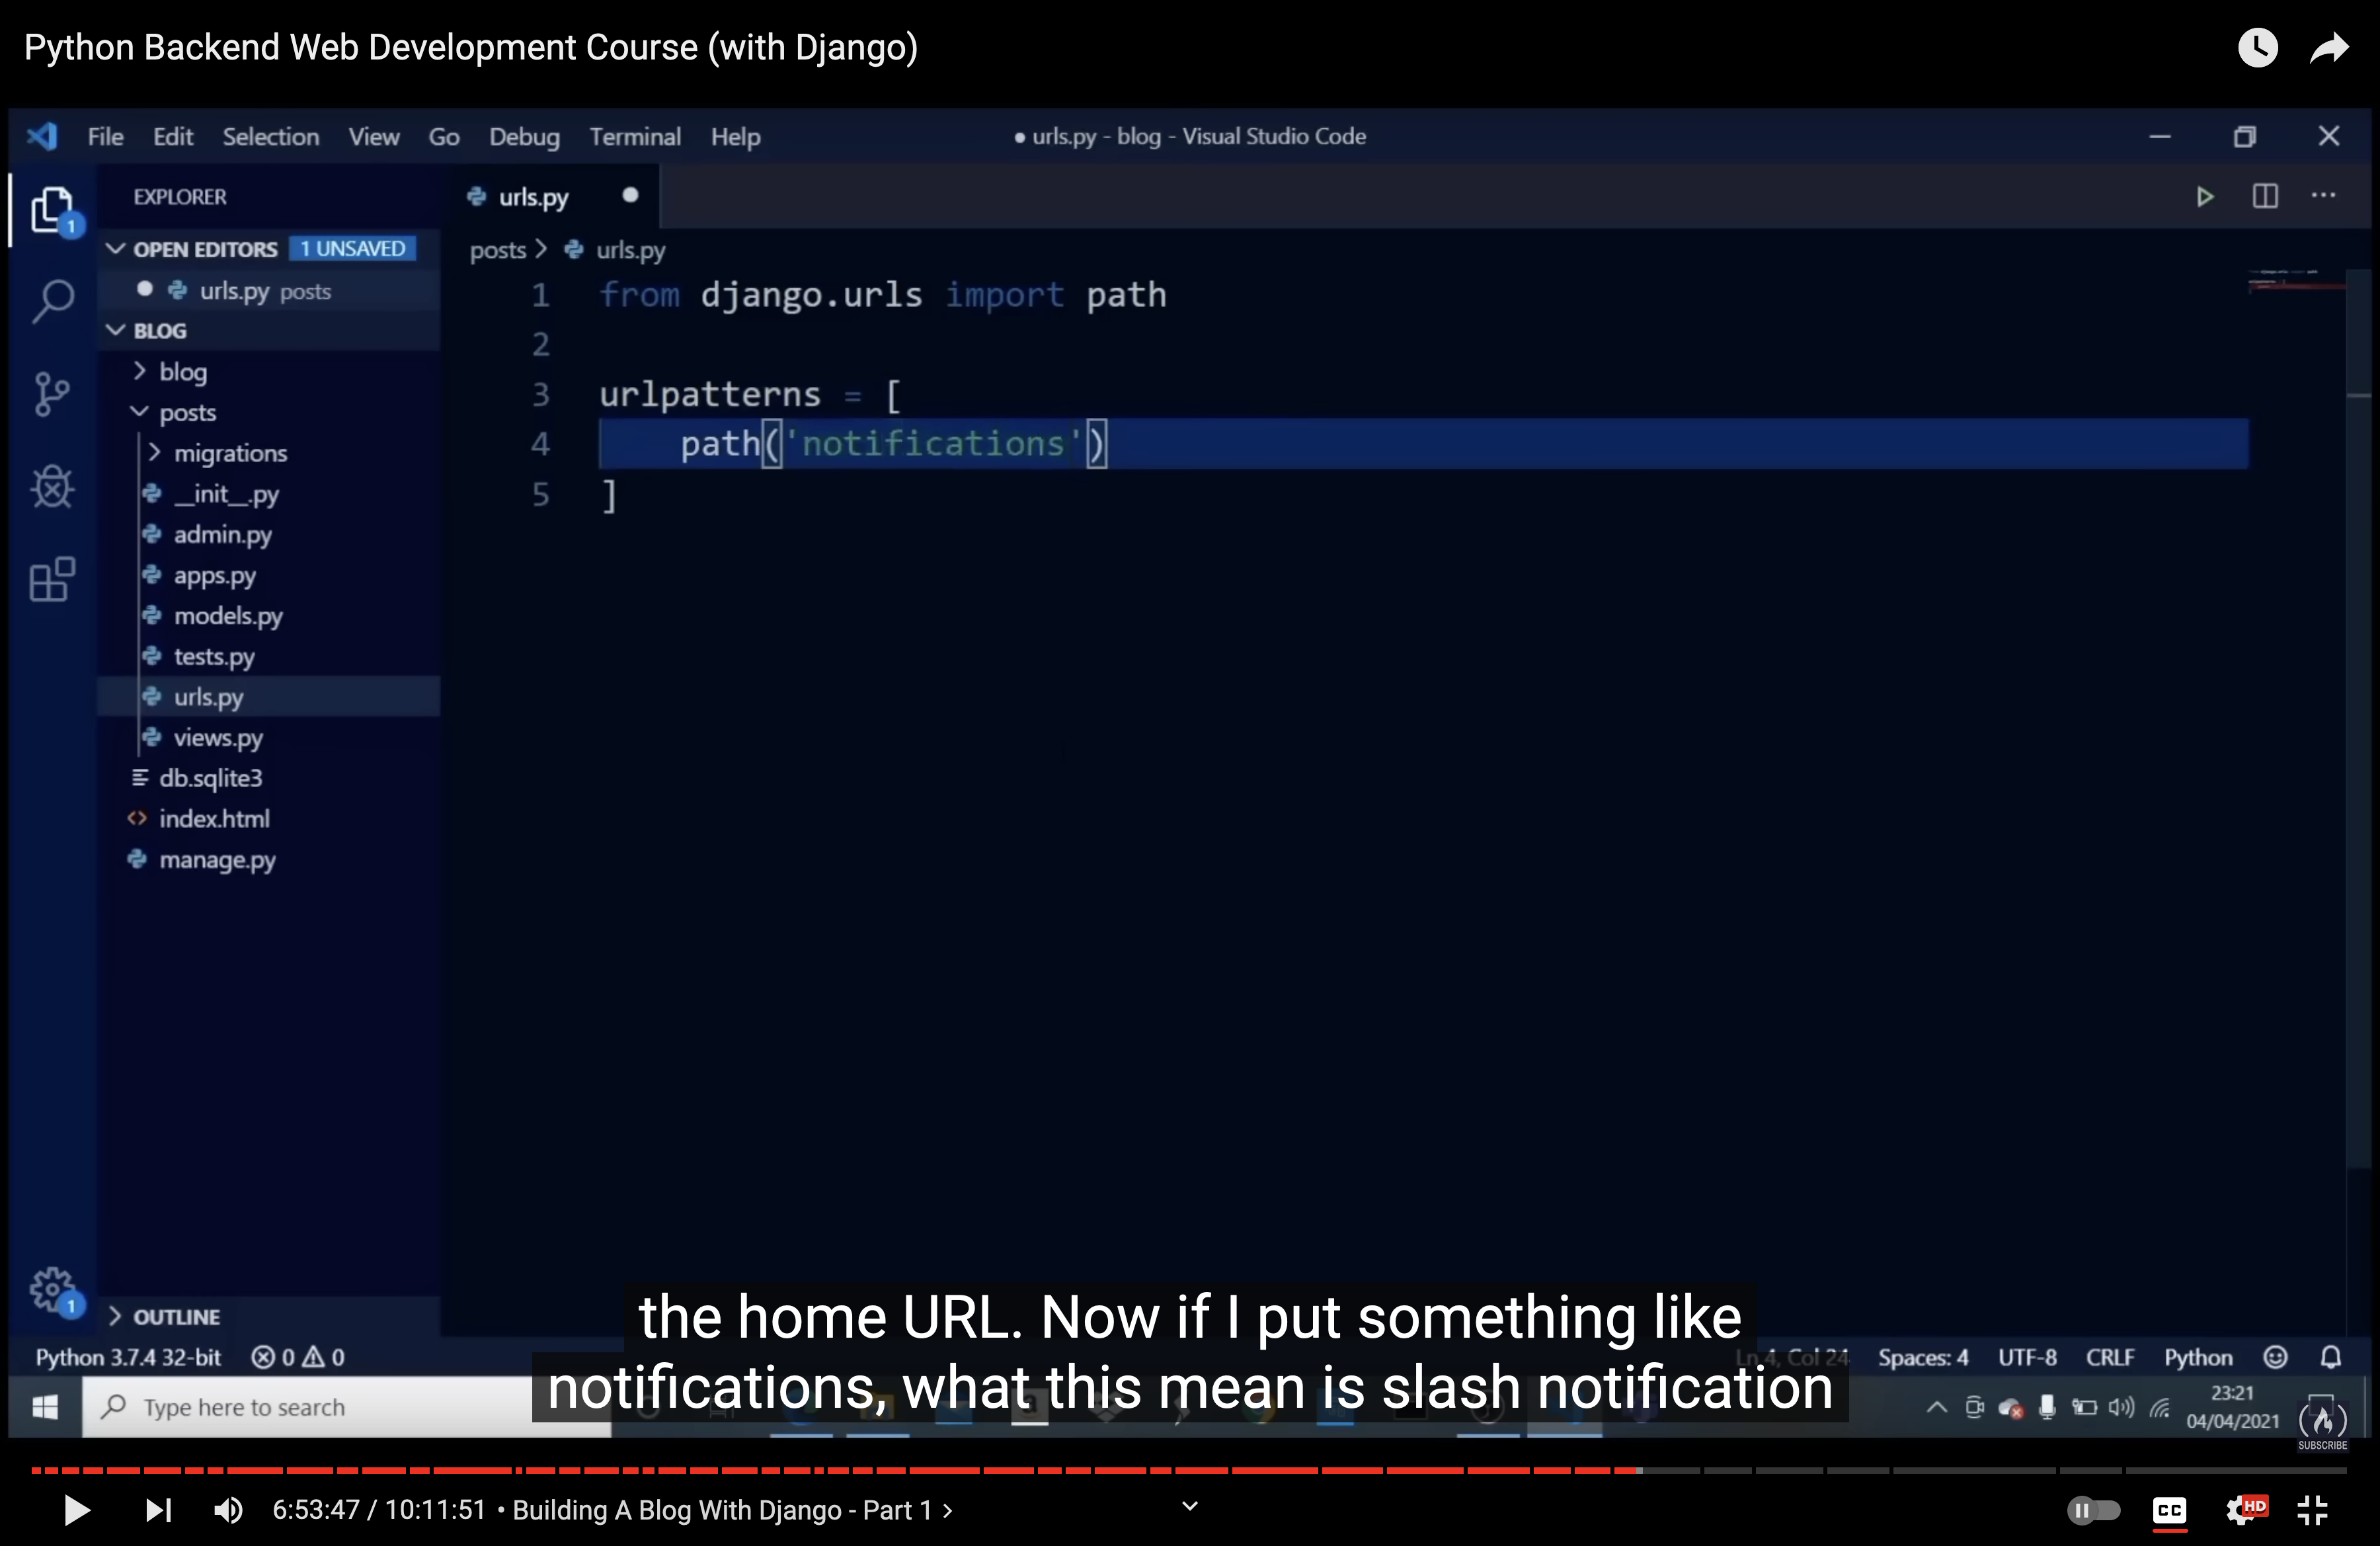 Python Backend Web Development Course (with Django)
File Edit Selection View Go Debug Terminal Help
● urls.py - blog - Visual Studio Code
EXPLORER
OPEN EDITORS 1 UNSAVED
urls.py posts
BLOG
blog
posts
migrations
__init__.py
admin.py
apps.py
models.py
tests.py
urls.py
views.py
db.sqlite3
index.html
manage.py
OUTLINE
1
urls.py
posts > urls.py
1 from django.urls import path
2
3 urlpatterns = [
4     path('notifications')
5 ]
the home URL. Now if I put something like
notifications, what this mean is slash notification
1
Python 3.7.4 32-bit 0 0
Ln 4, Col 24 Spaces: 4 UTF-8 CRLF Python
Type here to search
23:21
04/04/2021
SUBSCRIBE
6:53:47 / 10:11:51 • Building A Blog With Django - Part 1 >
CC
HD